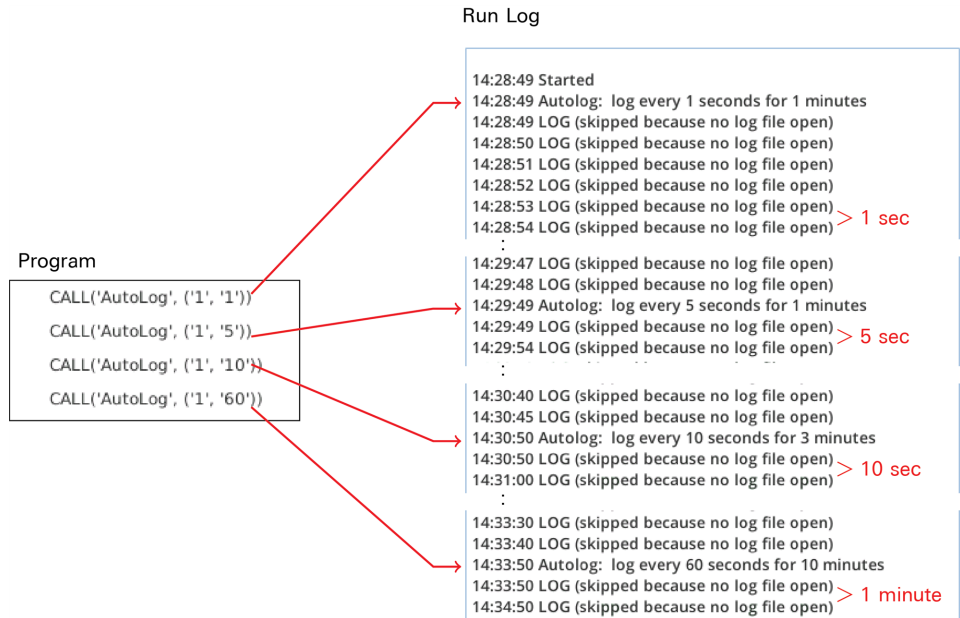 Run Log
14:28:49 Started
14:28:49 Autolog: log every 1 seconds for 1 minutes
14:28:49 LOG (skipped because no log file open)
14:28:50 LOG (skipped because no log file open)
14:28:51 LOG (skipped because no log file open)
14:28:52 LOG (skipped because no log file open)
14:28:53 LOG (skipped because no log file open)
> 1 sec
14:28:54 LOG (skipped because no log file open)
:
14:29:47 LOG (skipped because no log file open)
14:29:48 LOG (skipped because no log file open)
14:29:49 Autolog: log every 5 seconds for 1 minutes
14:29:49 LOG (skipped because no log file open)
> 5 sec
14:29:54 LOG (skipped because no log file open)
:
14:30:40 LOG (skipped because no log file open)
14:30:45 LOG (skipped because no log file open)
14:30:50 Autolog: log every 10 seconds for 3 minutes
14:30:50 LOG (skipped because no log file open)
> 10 sec
14:31:00 LOG (skipped because no log file open)
:
14:33:30 LOG (skipped because no log file open)
14:33:40 LOG (skipped because no log file open)
14:33:50 Autolog: log every 60 seconds for 10 minutes
14:33:50 LOG (skipped because no log file open)
> 1 minute
14:34:50 LOG (skipped because no log file open)
Program
CALL('AutoLog', ('1', '1'))
CALL('AutoLog', ('1', '5'))
CALL('AutoLog', ('1', '10'))
CALL('AutoLog', ('1', '60'))